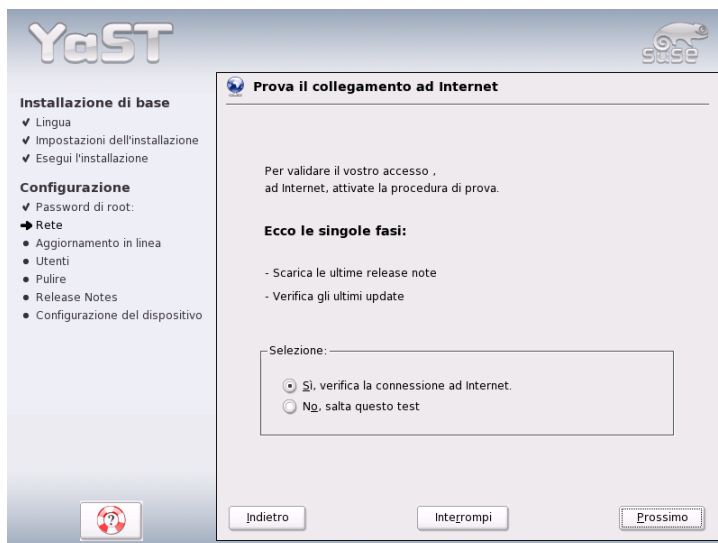 YaST
SUSE
Installazione di base
Lingua
Impostazioni dell'installazione
Esegui l'installazione
Configurazione
Password di root:
Rete
Aggiornamento in linea
Utenti
Pulire
Release Notes
Configurazione del dispositivo
Prova il collegamento ad Internet
Per validare il vostro accesso ,
ad Internet, attivate la procedura di prova.
Ecco le singole fasi:
- Scarica le ultime release note
- Verifica gli ultimi update
Selezione:
Sì, verifica la connessione ad Internet.
No, salta questo test
Indietro
Interrompi
Prossimo